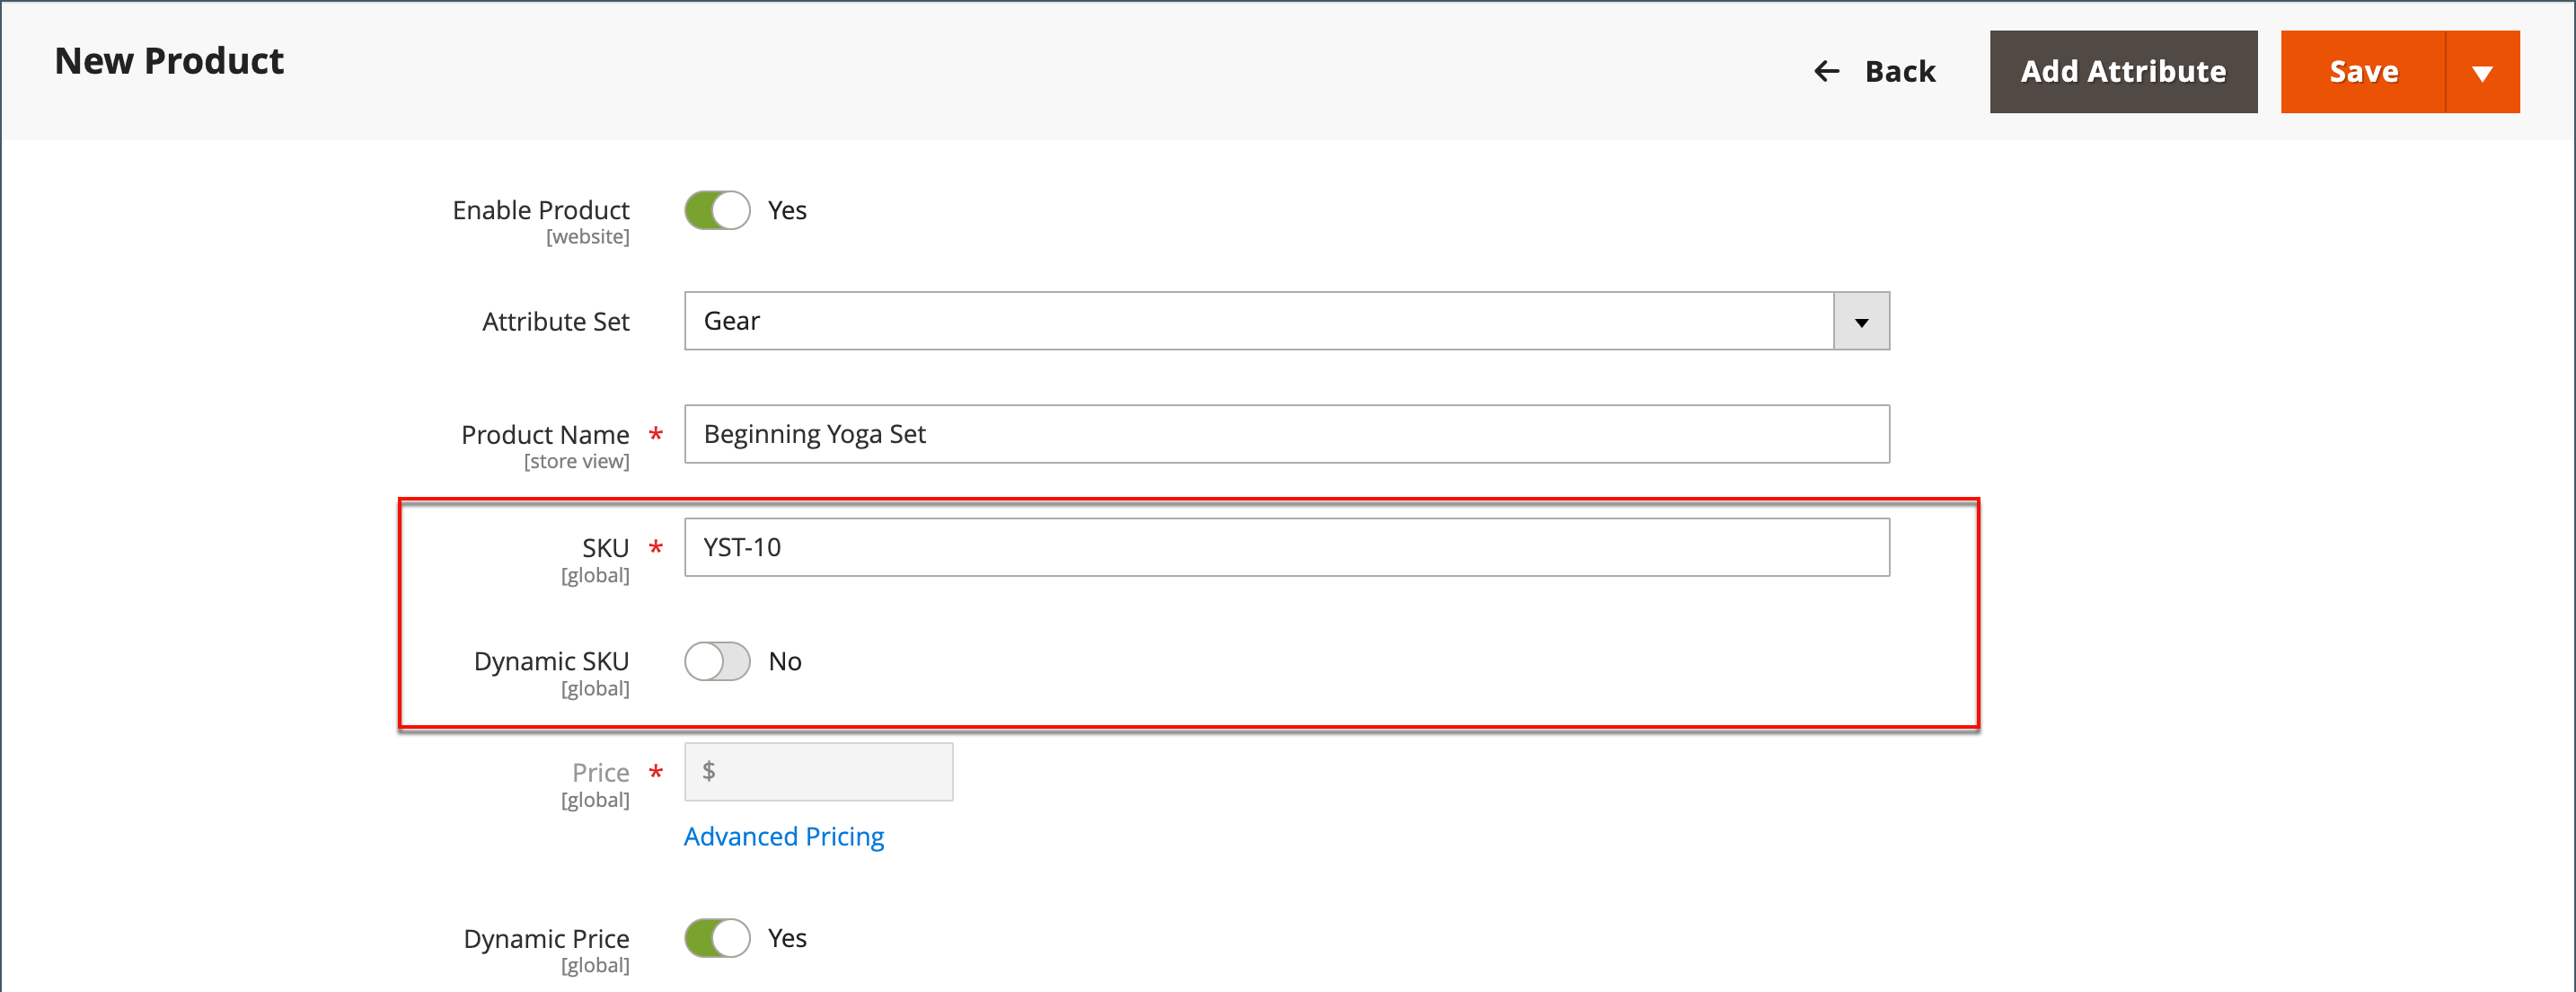 New Product
Back
Add Attribute
Save
Enable Product
[website]
Yes
Attribute Set
Gear
Product Name *
[store view]
Beginning Yoga Set
SKU *
[global]
YST-10
Dynamic SKU
[global]
No
Price *
[global]
$
Advanced Pricing
Dynamic Price
[global]
Yes